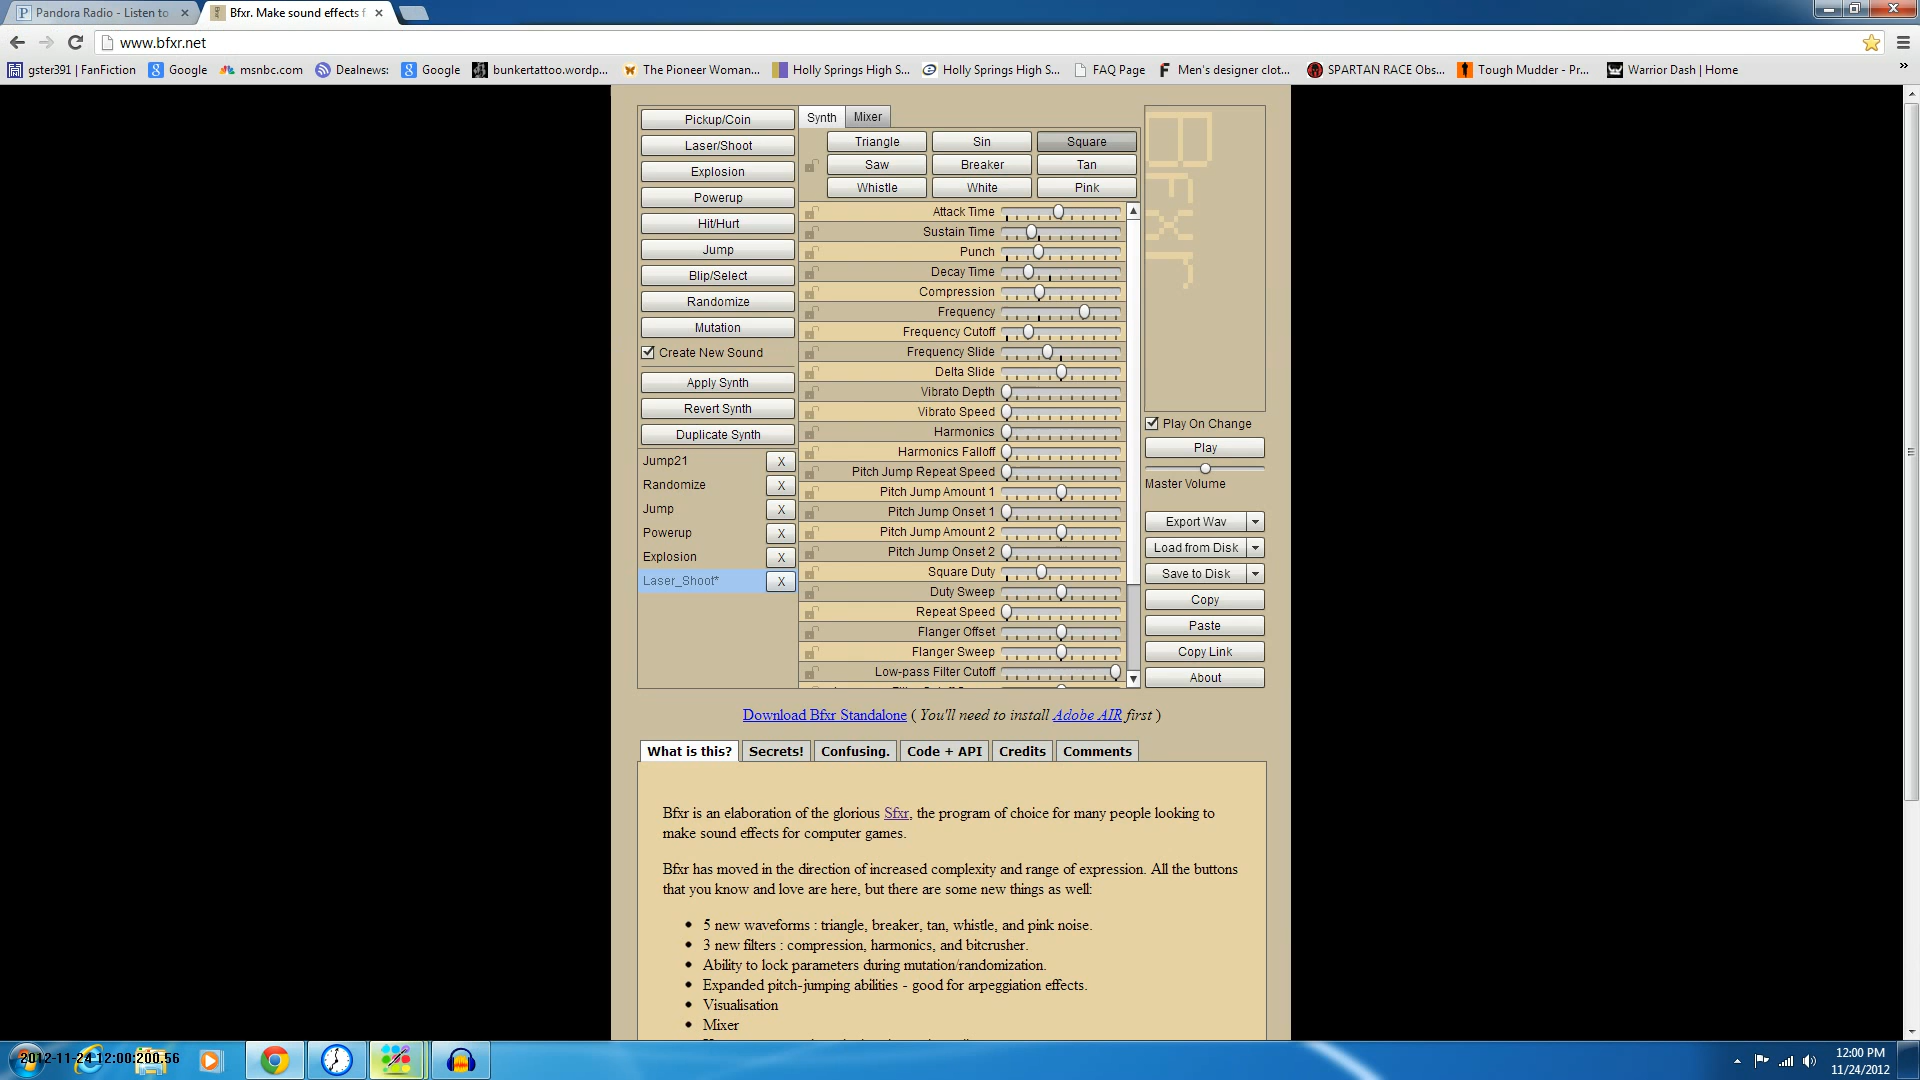 Pandora Radio - Listen to
Bfxr. Make sound effects f
www.bfxr.net
gster391 | FanFiction
Google
msnbc.com
Dealnews:
Google
bunkertattoo.wordp...
The Pioneer Woman...
Holly Springs High S...
Holly Springs High S...
FAQ Page
Men's designer clot...
SPARTAN RACE Obs...
Tough Mudder - Pr...
Warrior Dash | Home
»
Pickup/Coin
Laser/Shoot
Explosion
Powerup
Hit/Hurt
Jump
Blip/Select
Randomize
Mutation
Create New Sound
Apply Synth
Revert Synth
Duplicate Synth
Jump21 X
Randomize X
Jump X
Powerup X
Explosion X
Laser_Shoot* X
Synth Mixer
Triangle Sin Square
Saw Breaker Tan
Whistle White Pink
Attack Time
Sustain Time
Punch
Decay Time
Compression
Frequency
Frequency Cutoff
Frequency Slide
Delta Slide
Vibrato Depth
Vibrato Speed
Harmonics
Harmonics Falloff
Pitch Jump Repeat Speed
Pitch Jump Amount 1
Pitch Jump Onset 1
Pitch Jump Amount 2
Pitch Jump Onset 2
Square Duty
Duty Sweep
Repeat Speed
Flanger Offset
Flanger Sweep
Low-pass Filter Cutoff
Bfxr
Play On Change
Play
Master Volume
Export Wav
Load from Disk
Save to Disk
Copy
Paste
Copy Link
About
Download Bfxr Standalone ( You'll need to install Adobe AIR first )
What is this? Secrets! Confusing. Code + API Credits Comments
Bfxr is an elaboration of the glorious Sfxr, the program of choice for many people looking to
make sound effects for computer games.
Bfxr has moved in the direction of increased complexity and range of expression. All the buttons
that you know and love are here, but there are some new things as well:
• 5 new waveforms : triangle, breaker, tan, whistle, and pink noise.
• 3 new filters : compression, harmonics, and bitcrusher.
• Ability to lock parameters during mutation/randomization.
• Expanded pitch-jumping abilities - good for arpeggiation effects.
• Visualisation
• Mixer
2012-11-24 12:00:200.56
12:00 PM
11/24/2012